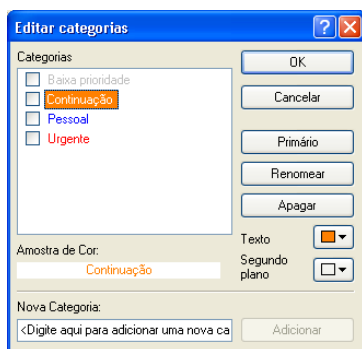 Editar categorias
Categorias
Baixa prioridade
Continuação
Pessoal
Urgente
OK
Cancelar
Primário
Renomear
Apagar
Texto
Segundo
plano
Amostra de Cor:
Continuação
Nova Categoria:
<Digite aqui para adicionar uma nova ca
Adicionar